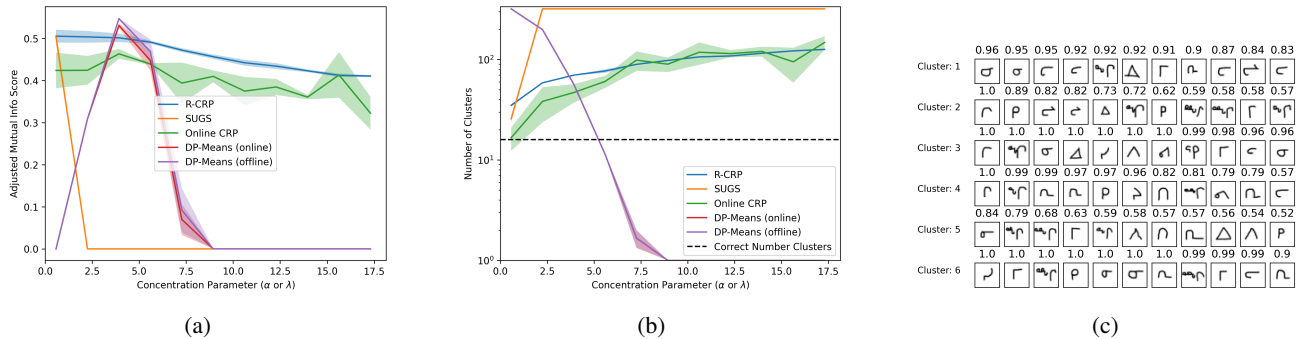 0.5
0.4
0.3
0.2
0.1
0.0
Adjusted Mutual Info Score
R-CRP
SUGS
Online CRP
DP-Means (online)
DP-Means (offline)
0.0 2.5 5.0 7.5 10.0 12.5 15.0 17.5
Concentration Parameter (α or λ)
(a)
10²
10¹
10⁰
Number of Clusters
R-CRP
SUGS
Online CRP
DP-Means (online)
DP-Means (offline)
Correct Number Clusters
0.0 2.5 5.0 7.5 10.0 12.5 15.0 17.5
Concentration Parameter (α or λ)
(b)
0.96 0.95 0.95 0.92 0.92 0.92 0.91 0.9 0.87 0.84 0.83
Cluster: 1
1.0 0.89 0.82 0.82 0.73 0.72 0.62 0.59 0.58 0.58 0.57
Cluster: 2
1.0 1.0 1.0 1.0 1.0 1.0 1.0 0.99 0.98 0.96 0.96
Cluster: 3
1.0 0.99 0.99 0.97 0.97 0.96 0.82 0.81 0.79 0.79 0.57
Cluster: 4
0.84 0.79 0.68 0.63 0.59 0.58 0.57 0.57 0.56 0.54 0.52
Cluster: 5
1.0 1.0 1.0 1.0 1.0 1.0 1.0 0.99 0.99 0.99 0.9
Cluster: 6
(c)